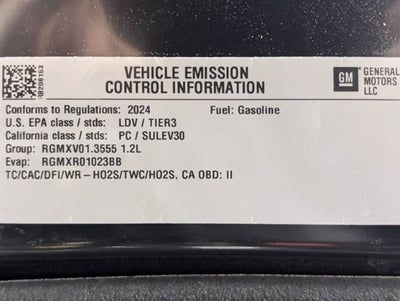 VEHICLE EMISSION
CONTROL INFORMATION
GM GENERAL
MOTORS
LLC
Conforms to Regulations: 2024 Fuel: Gasoline
U.S. EPA class / stds: LDV / TIER3
California class / stds: PC / SULEV30
Group: RGMXV01.3555 1.2L
Evap: RGMXR01023BB
TC/CAC/DFI/WR-HO2S/TWC/HO2S, CA OBD: II